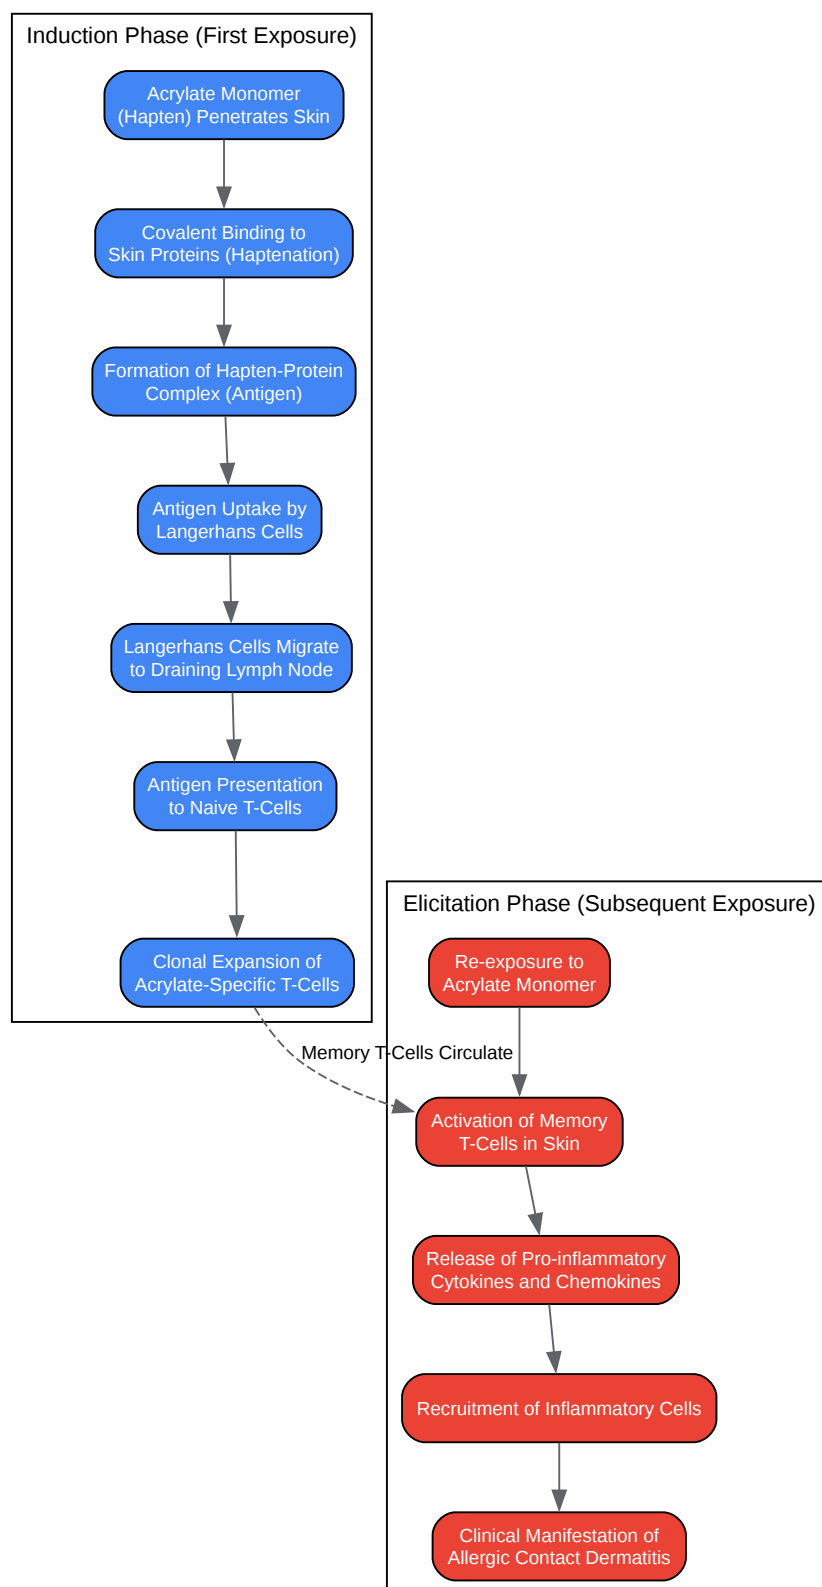 Induction Phase (First Exposure)
Acrylate Monomer
(Hapten) Penetrates Skin
Covalent Binding to
Skin Proteins (Haptenation)
Formation of Hapten-Protein
Complex (Antigen)
Antigen Uptake by
Langerhans Cells
Langerhans Cells Migrate
to Draining Lymph Node
Antigen Presentation
to Naive T-Cells
Clonal Expansion of
Acrylate-Specific T-Cells
Memory T-Cells Circulate
Elicitation Phase (Subsequent Exposure)
Re-exposure to
Acrylate Monomer
Activation of Memory
T-Cells in Skin
Release of Pro-inflammatory
Cytokines and Chemokines
Recruitment of Inflammatory Cells
Clinical Manifestation of
Allergic Contact Dermatitis